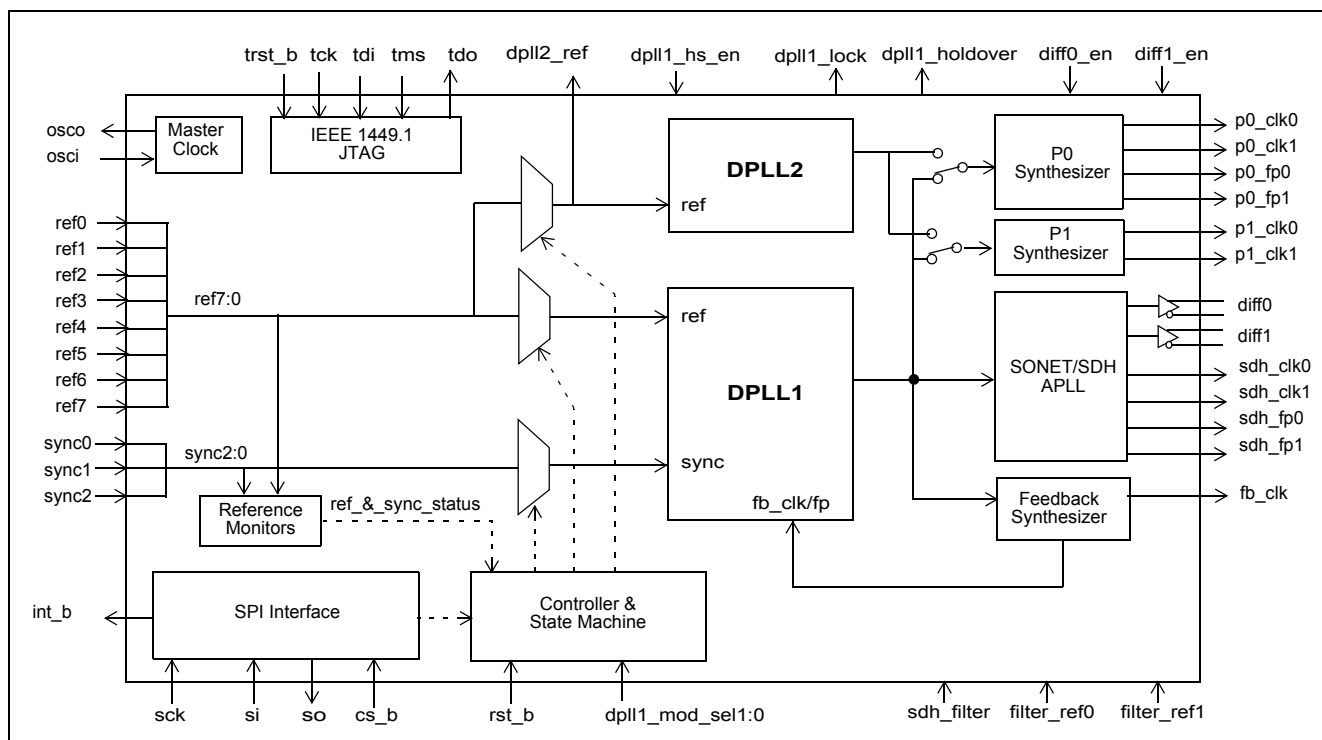 trst_b tck tdi tms tdo dpll2_ref dpll1_hs_en dpll1_lock dpll1_holdover diff0_en diff1_en
osco
osci
Master
Clock
IEEE 1449.1
JTAG
DPLL2
ref
P0
Synthesizer
p0_clk0
p0_clk1
p0_fp0
p0_fp1
P1
Synthesizer
p1_clk0
p1_clk1
ref0
ref1
ref2
ref3
ref4
ref5
ref6
ref7
ref7:0
ref
DPLL1
sync
fb_clk/fp
SONET/SDH
APLL
diff0
diff1
sdh_clk0
sdh_clk1
sdh_fp0
sdh_fp1
sync0
sync1
sync2
sync2:0
Reference
Monitors
ref_&_sync_status
Feedback
Synthesizer
fb_clk
int_b
SPI Interface
Controller &
State Machine
sck si so cs_b rst_b dpll1_mod_sel1:0 sdh_filter filter_ref0 filter_ref1